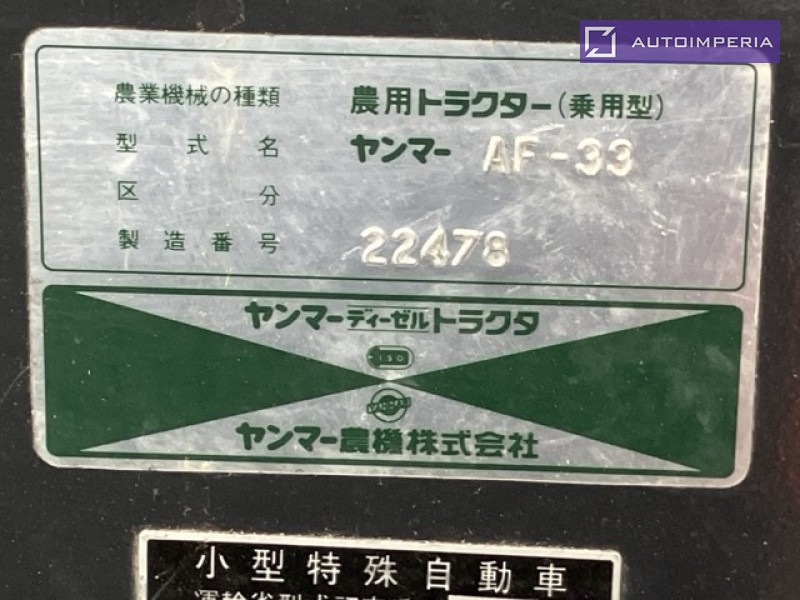 AUTOIMPERIA
農業機械の種類 農用トラクター(乗用型)
型式名 ヤンマー AF-33
区分
製造番号 22478
ヤンマーディーゼルトラクタ
ISO
YANMAR
ヤンマー農機株式会社
小型特殊自動車